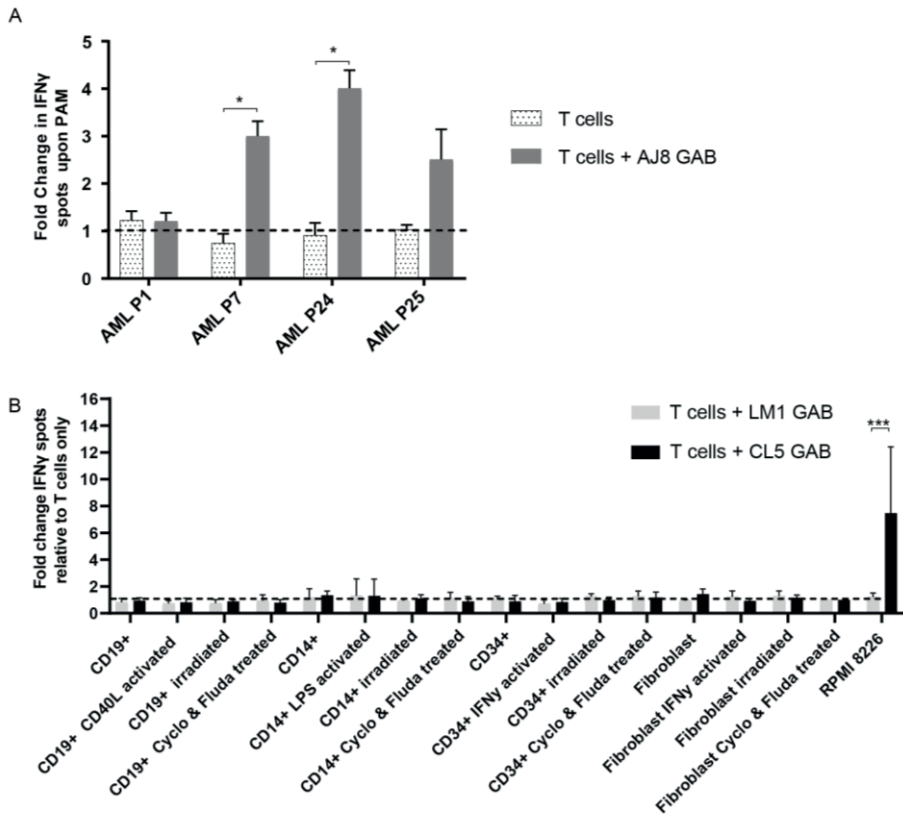 A
Fold Change in IFNγ
spots upon PAM
5
4
3
2
1
0
*
*
T cells
T cells + AJ8 GAB
AML P1
AML P7
AML P24
AML P25
B
Fold change IFNγ spots
relative to T cells only
16
14
12
10
8
6
4
2
0
T cells + LM1 GAB
T cells + CL5 GAB
***
CD19+
CD19+ CD40L activated
CD19+ irradiated
CD19+ Cyclo & Fluda treated
CD14+
CD14+ LPS activated
CD14+ irradiated
CD14+ Cyclo & Fluda treated
CD34+
CD34+ IFNγ activated
CD34+ irradiated
CD34+ Cyclo & Fluda treated
Fibroblast
Fibroblast IFNγ activated
Fibroblast irradiated
Fibroblast Cyclo & Fluda treated
RPMI 8226